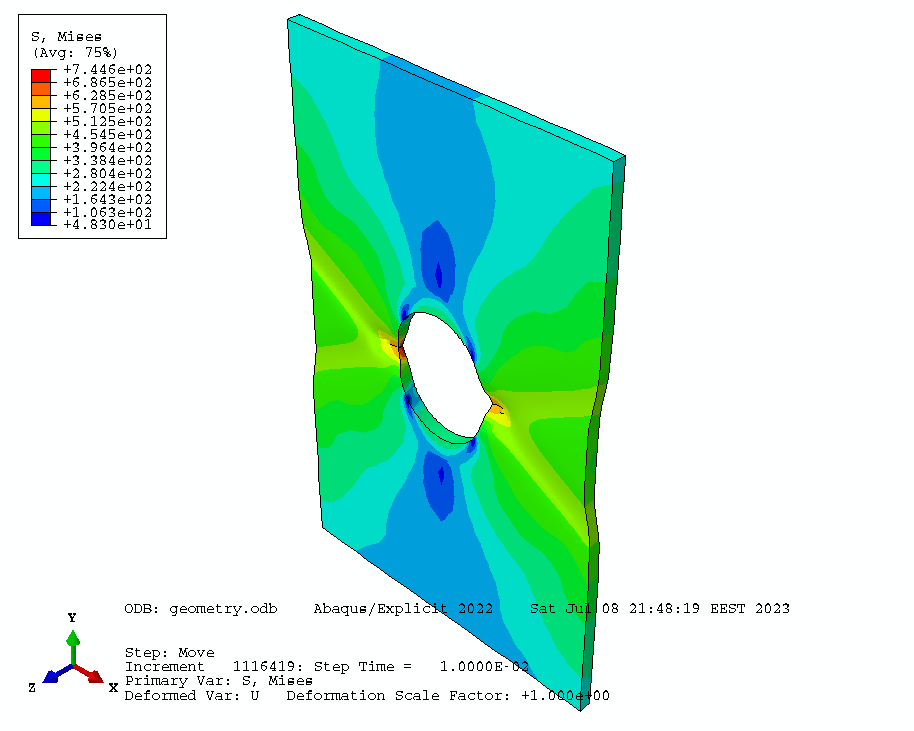 S, Mises
(Avg: 75%)
+7.446e+02
+6.865e+02
+6.285e+02
+5.705e+02
+5.125e+02
+4.545e+02
+3.964e+02
+3.384e+02
+2.804e+02
+2.224e+02
+1.643e+02
+1.063e+02
+4.830e+01
ODB: geometry.odb    Abaqus/Explicit 2022    Sat Jul 08 21:48:19 EEST 2023
Y
Z
X
Step: Move
Increment   1116419: Step Time =   1.0000E-02
Primary Var: S, Mises
Deformed Var: U   Deformation Scale Factor: +1.000e+00